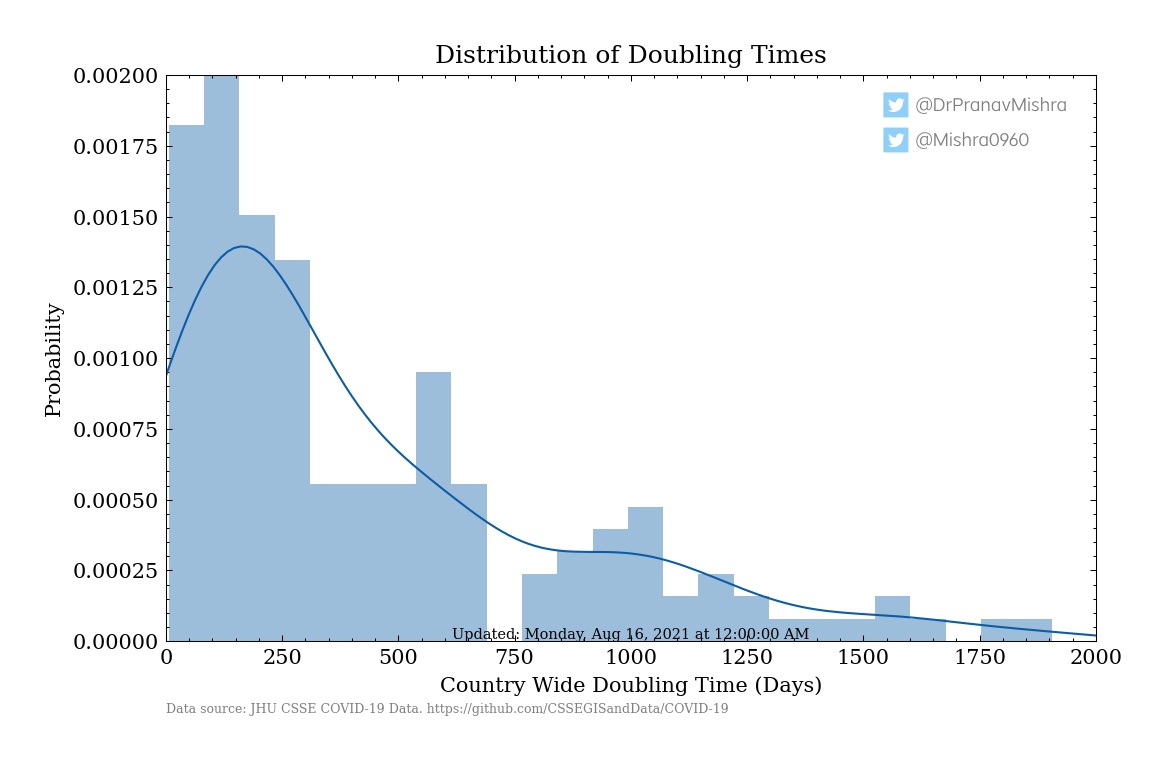 Distribution of Doubling Times
0.00200
0.00175
0.00150
0.00125
0.00100
0.00075
0.00050
0.00025
0.00000
Probability
@DrPranavMishra
@Mishra0960
Updated: Monday, Aug 16, 2021 at 12:00:00 AM
0 250 500 750 1000 1250 1500 1750 2000
Country Wide Doubling Time (Days)
Data source: JHU CSSE COVID-19 Data. https://github.com/CSSEGISandData/COVID-19